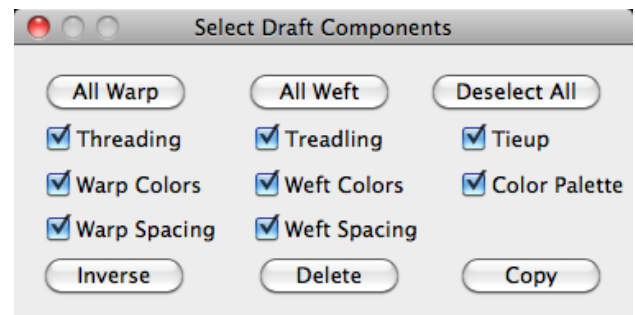 Select Draft Components
All Warp All Weft Deselect All
Threading Treadling Tieup
Warp Colors Weft Colors Color Palette
Warp Spacing Weft Spacing
Inverse Delete Copy